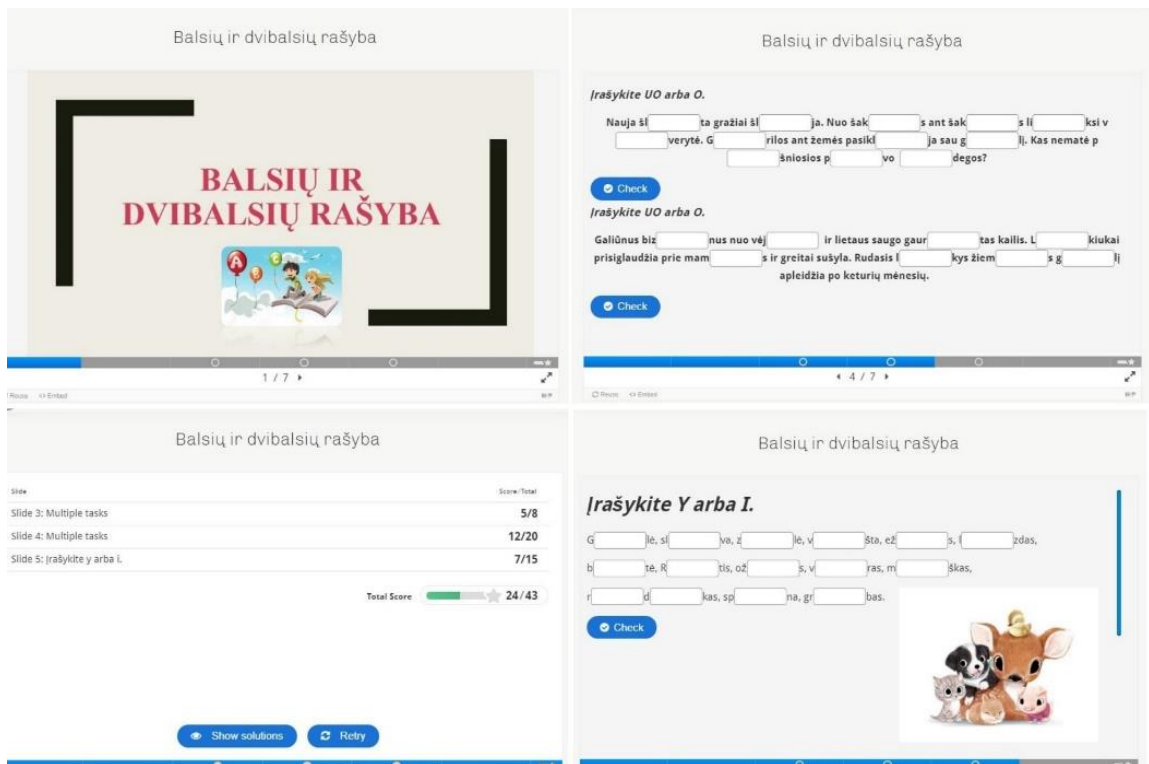 Balsių ir dvibalsių rašyba
BALSIŲ IR
DVIBALSIŲ RAŠYBA
A B C
1 / 7
Reuse <> Embed
H-P
Balsių ir dvibalsių rašyba
Įrašykite UO arba O.
Nauja šl ta gražiai šl ja. Nuo šak s ant šak s li ksi v
verytė. G rilos ant žemės pasikl ja sau g lį. Kas nematė p
šniosios p vo degos?
Check
Įrašykite UO arba O.
Galiūnus biz nus nuo vėj ir lietaus saugo gaur tas kailis. L kiukai
prisiglaudžia prie mam s ir greitai sušyla. Rudasis l kys žiem s g lį
apleidžia po keturių mėnesių.
Check
4 / 7
Reuse <> Embed
H-P
Balsių ir dvibalsių rašyba
Slide Score/Total
Slide 3: Multiple tasks 5/8
Slide 4: Multiple tasks 12/20
Slide 5: Įrašykite y arba i. 7/15
Total Score 24/43
Show solutions Retry
Balsių ir dvibalsių rašyba
Įrašykite Y arba I.
G lė, sl va, z lė, v šta, ež s, l zdas,
b tė, R tis, ož s, v ras, m škas,
r d kas, sp na, gr bas.
Check